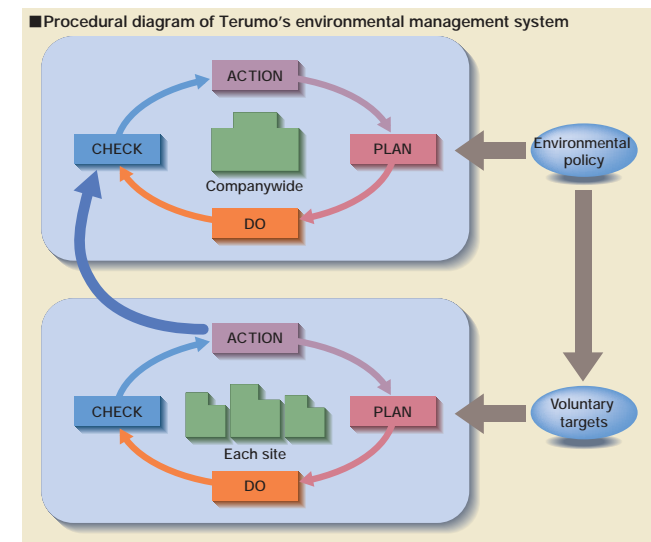 ■Procedural diagram of Terumo's environmental management system
ACTION
CHECK
PLAN
Companywide
DO
Environmental
policy
ACTION
CHECK
PLAN
Each site
DO
Voluntary
targets